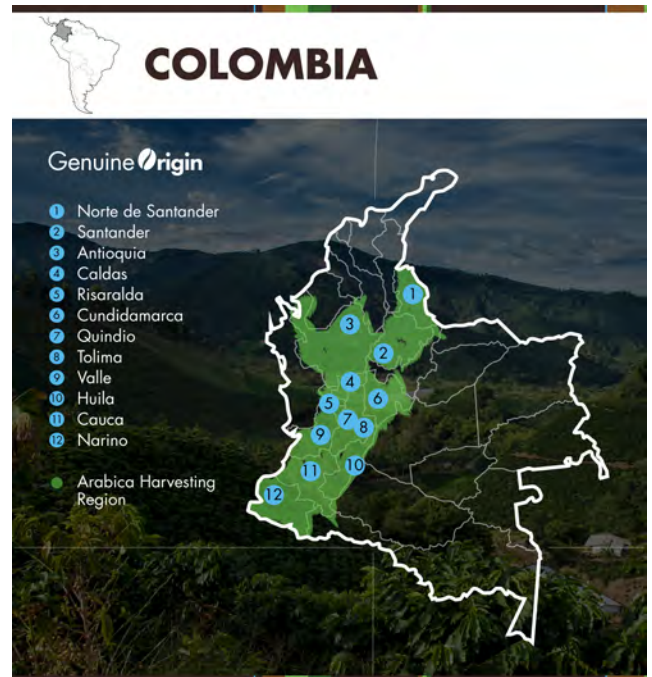 COLOMBIA
Genuine Origin
1 Norte de Santander
2 Santander
3 Antioquia
4 Caldas
5 Risaralda
6 Cundidamarca
7 Quindio
8 Tolima
9 Valle
10 Huila
11 Cauca
12 Narino
Arabica Harvesting
Region
1
3
2
4
5
6
7
8
9
10
11
12